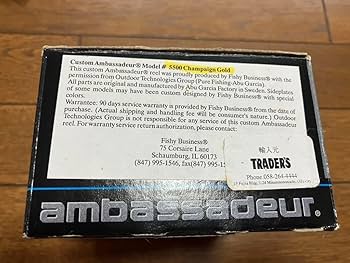 Custom Ambassadeur® Model # 5500 Champaign Gold
This custom Ambassadeur® reel was proudly produced by Fishy Business® with the
permission from Outdoor Technologies Group (Pure Fishing-Abu Garcia)
All parts are original and manufactured by Abu Garcia Factory in Sweden. Sideplates
of some models may have been custom designed by Fishy Business® with special
colors.
Warrantee: 90 days service warranty is provided by Fishy Business® from the date of
purchase. (Actual shipping and handling fee will be consumer's nature.) Outdoor
Technologies Group is not responsible for any service of this custom Ambassadeur
reel. For warranty service return authorization, please contact:
Fishy Business®
75 Corsaire Lane
Schaumburg, IL 60173
(847) 995-1546, fax(847) 995-15
輸入元
TRADER'S
Phone 058-264-4444
ambassadeur.